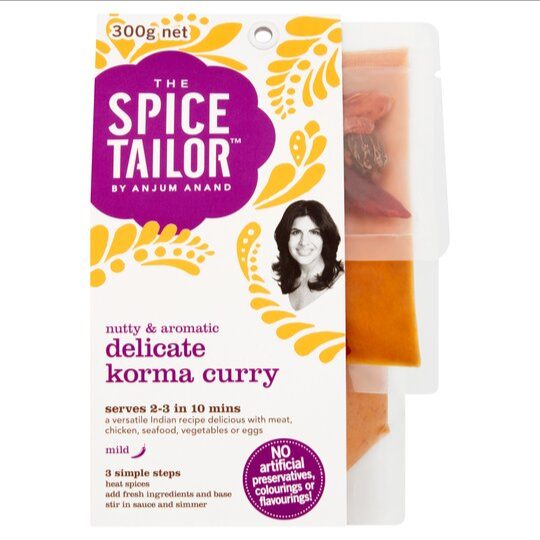 300g net
THE
SPICE
TAILOR™
BY ANJUM ANAND
nutty & aromatic
delicate
korma curry
serves 2-3 in 10 mins
a versatile Indian recipe delicious with meat,
chicken, seafood, vegetables or eggs
mild
3 simple steps
heat spices
add fresh ingredients and base
stir in sauce and simmer
NO
artificial
preservatives,
colourings or
flavourings!